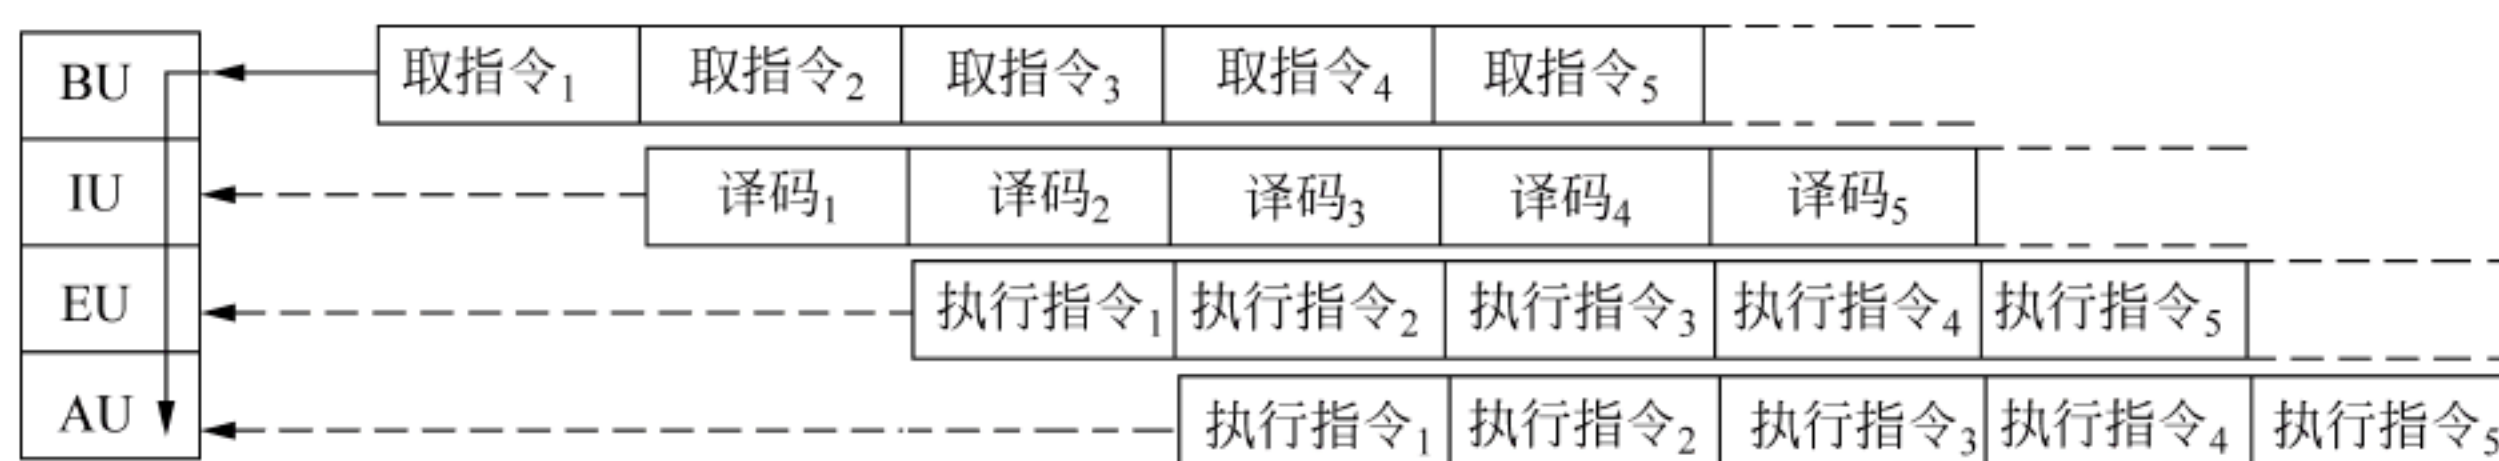 BU 取指令1 取指令2 取指令3 取指令4 取指令5
IU 译码1 译码2 译码3 译码4 译码5
EU 执行指令1 执行指令2 执行指令3 执行指令4 执行指令5
AU 执行指令1 执行指令2 执行指令3 执行指令4 执行指令5